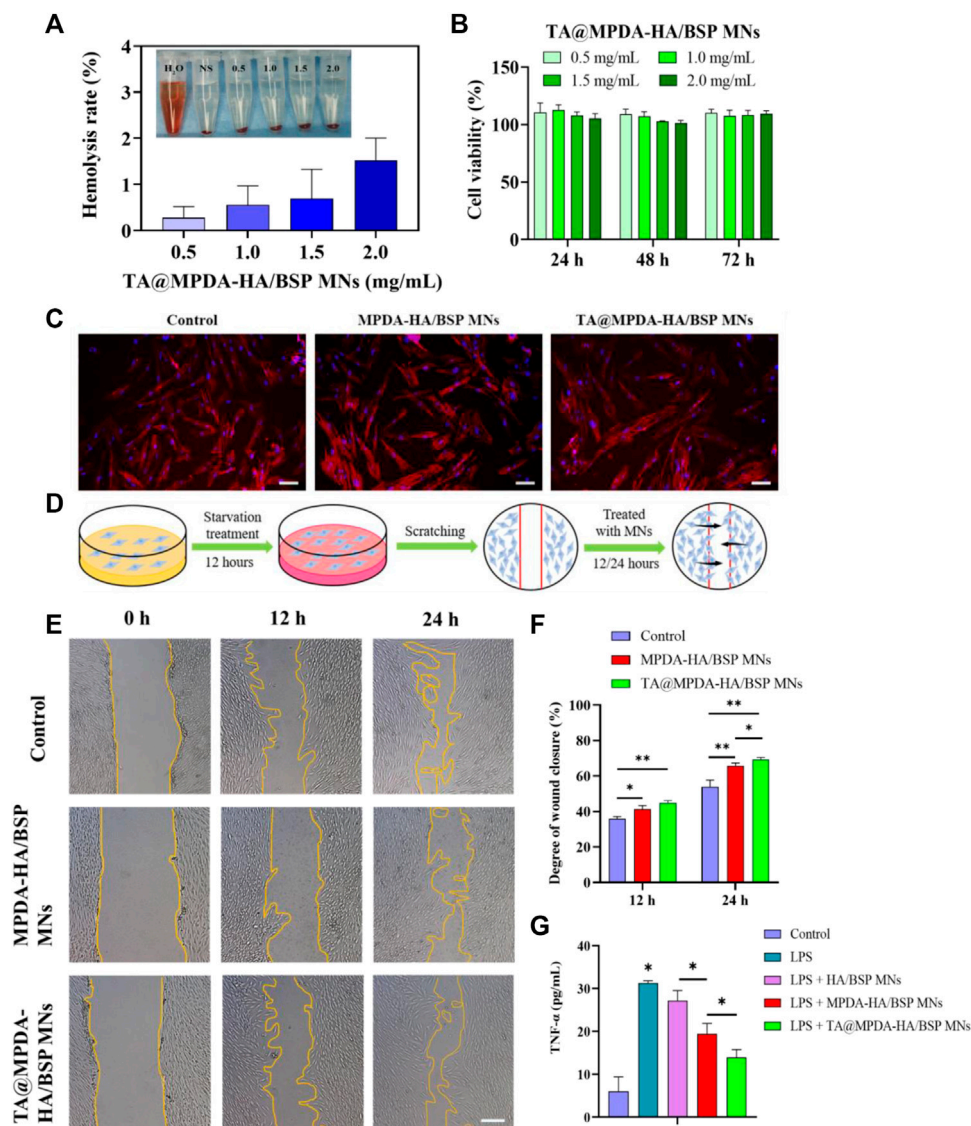 A
Hemolysis rate (%)
4
3
2
1
0
H₂O NS 0.5 1.0 1.5 2.0
0.5 1.0 1.5 2.0
TA@MPDA-HA/BSP MNs (mg/mL)
B
TA@MPDA-HA/BSP MNs
0.5 mg/mL 1.0 mg/mL
1.5 mg/mL 2.0 mg/mL
Cell viability (%)
150
100
50
0
24 h 48 h 72 h
C
Control MPDA-HA/BSP MNs TA@MPDA-HA/BSP MNs
D
Starvation
treatment
12 hours
Scratching
Treated
with MNs
12/24 hours
E
0 h 12 h 24 h
Control
MPDA-HA/BSP
MNs
TA@MPDA-
HA/BSP MNs
F
Control
MPDA-HA/BSP MNs
TA@MPDA-HA/BSP MNs
Degree of wound closure (%)
100
80
60
40
20
0
* ** ** ** *
12 h 24 h
G
Control
LPS
LPS + HA/BSP MNs
LPS + MPDA-HA/BSP MNs
LPS + TA@MPDA-HA/BSP MNs
TNF-α (pg/mL)
40
30
20
10
0
* * *